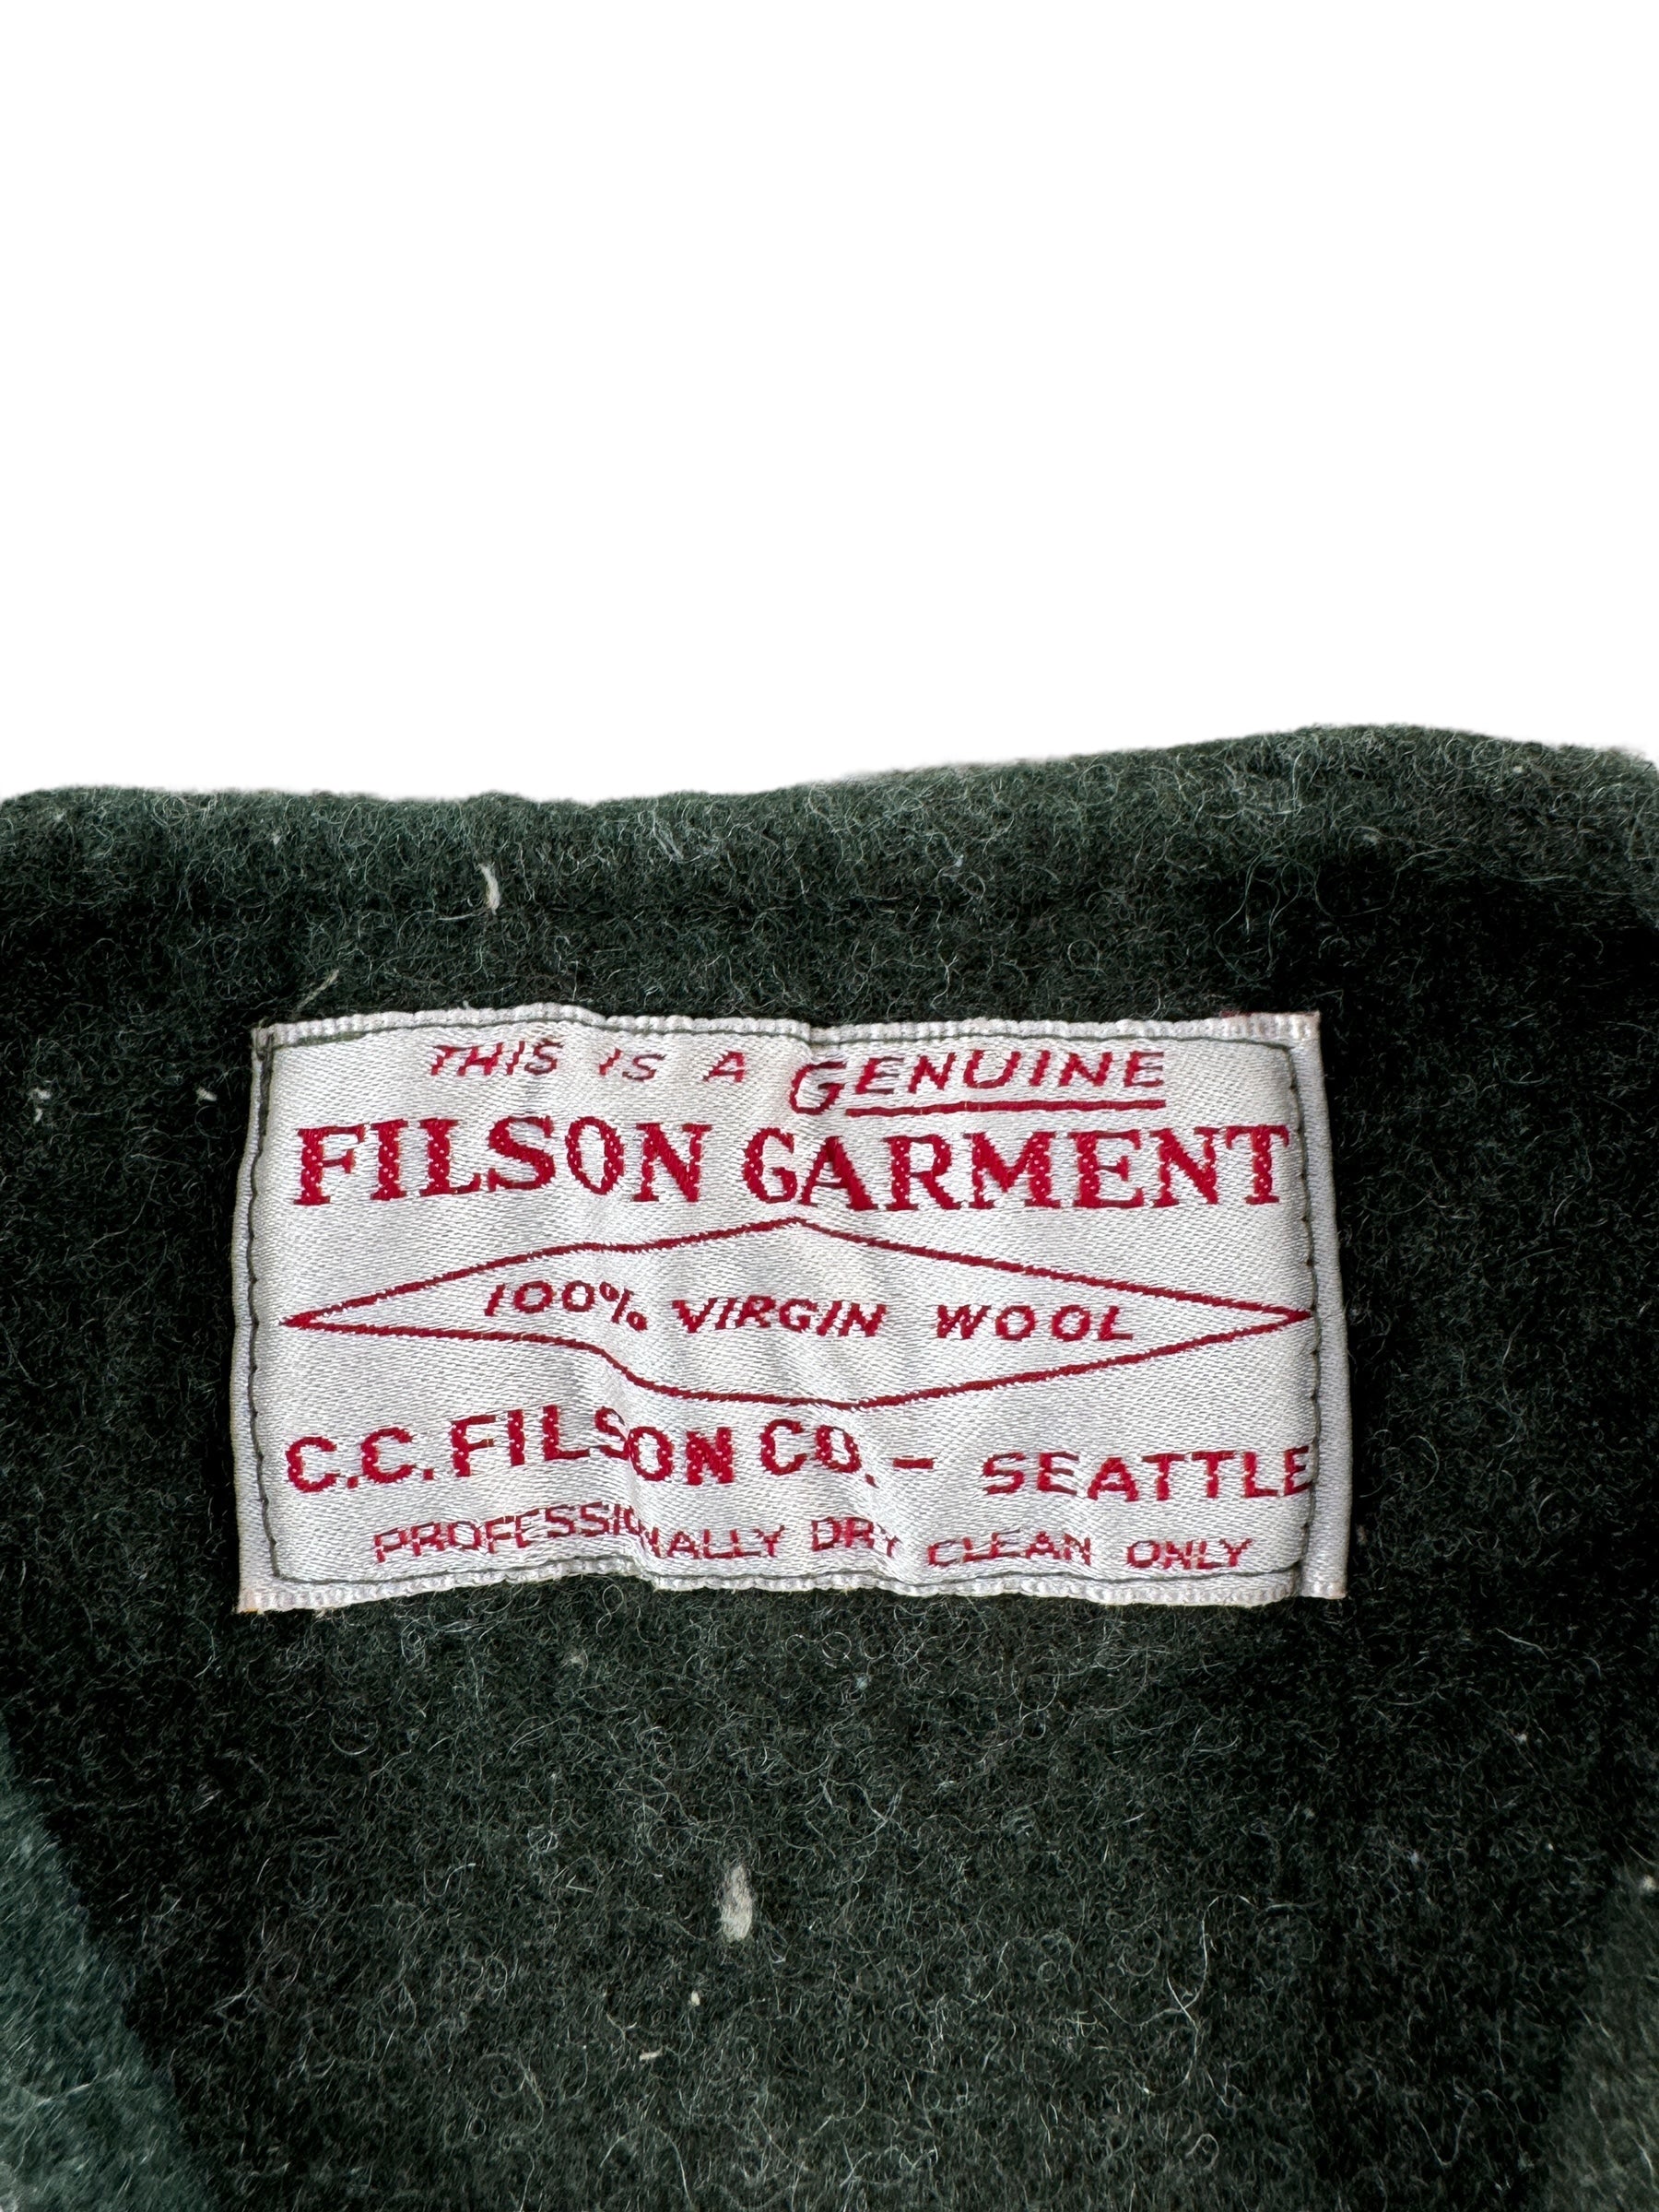 THIS IS A GENUINE
FILSON GARMENT
100% VIRGIN WOOL
C.C. FILSON CO. - SEATTLE
PROFESSIONALLY DRY CLEAN ONLY